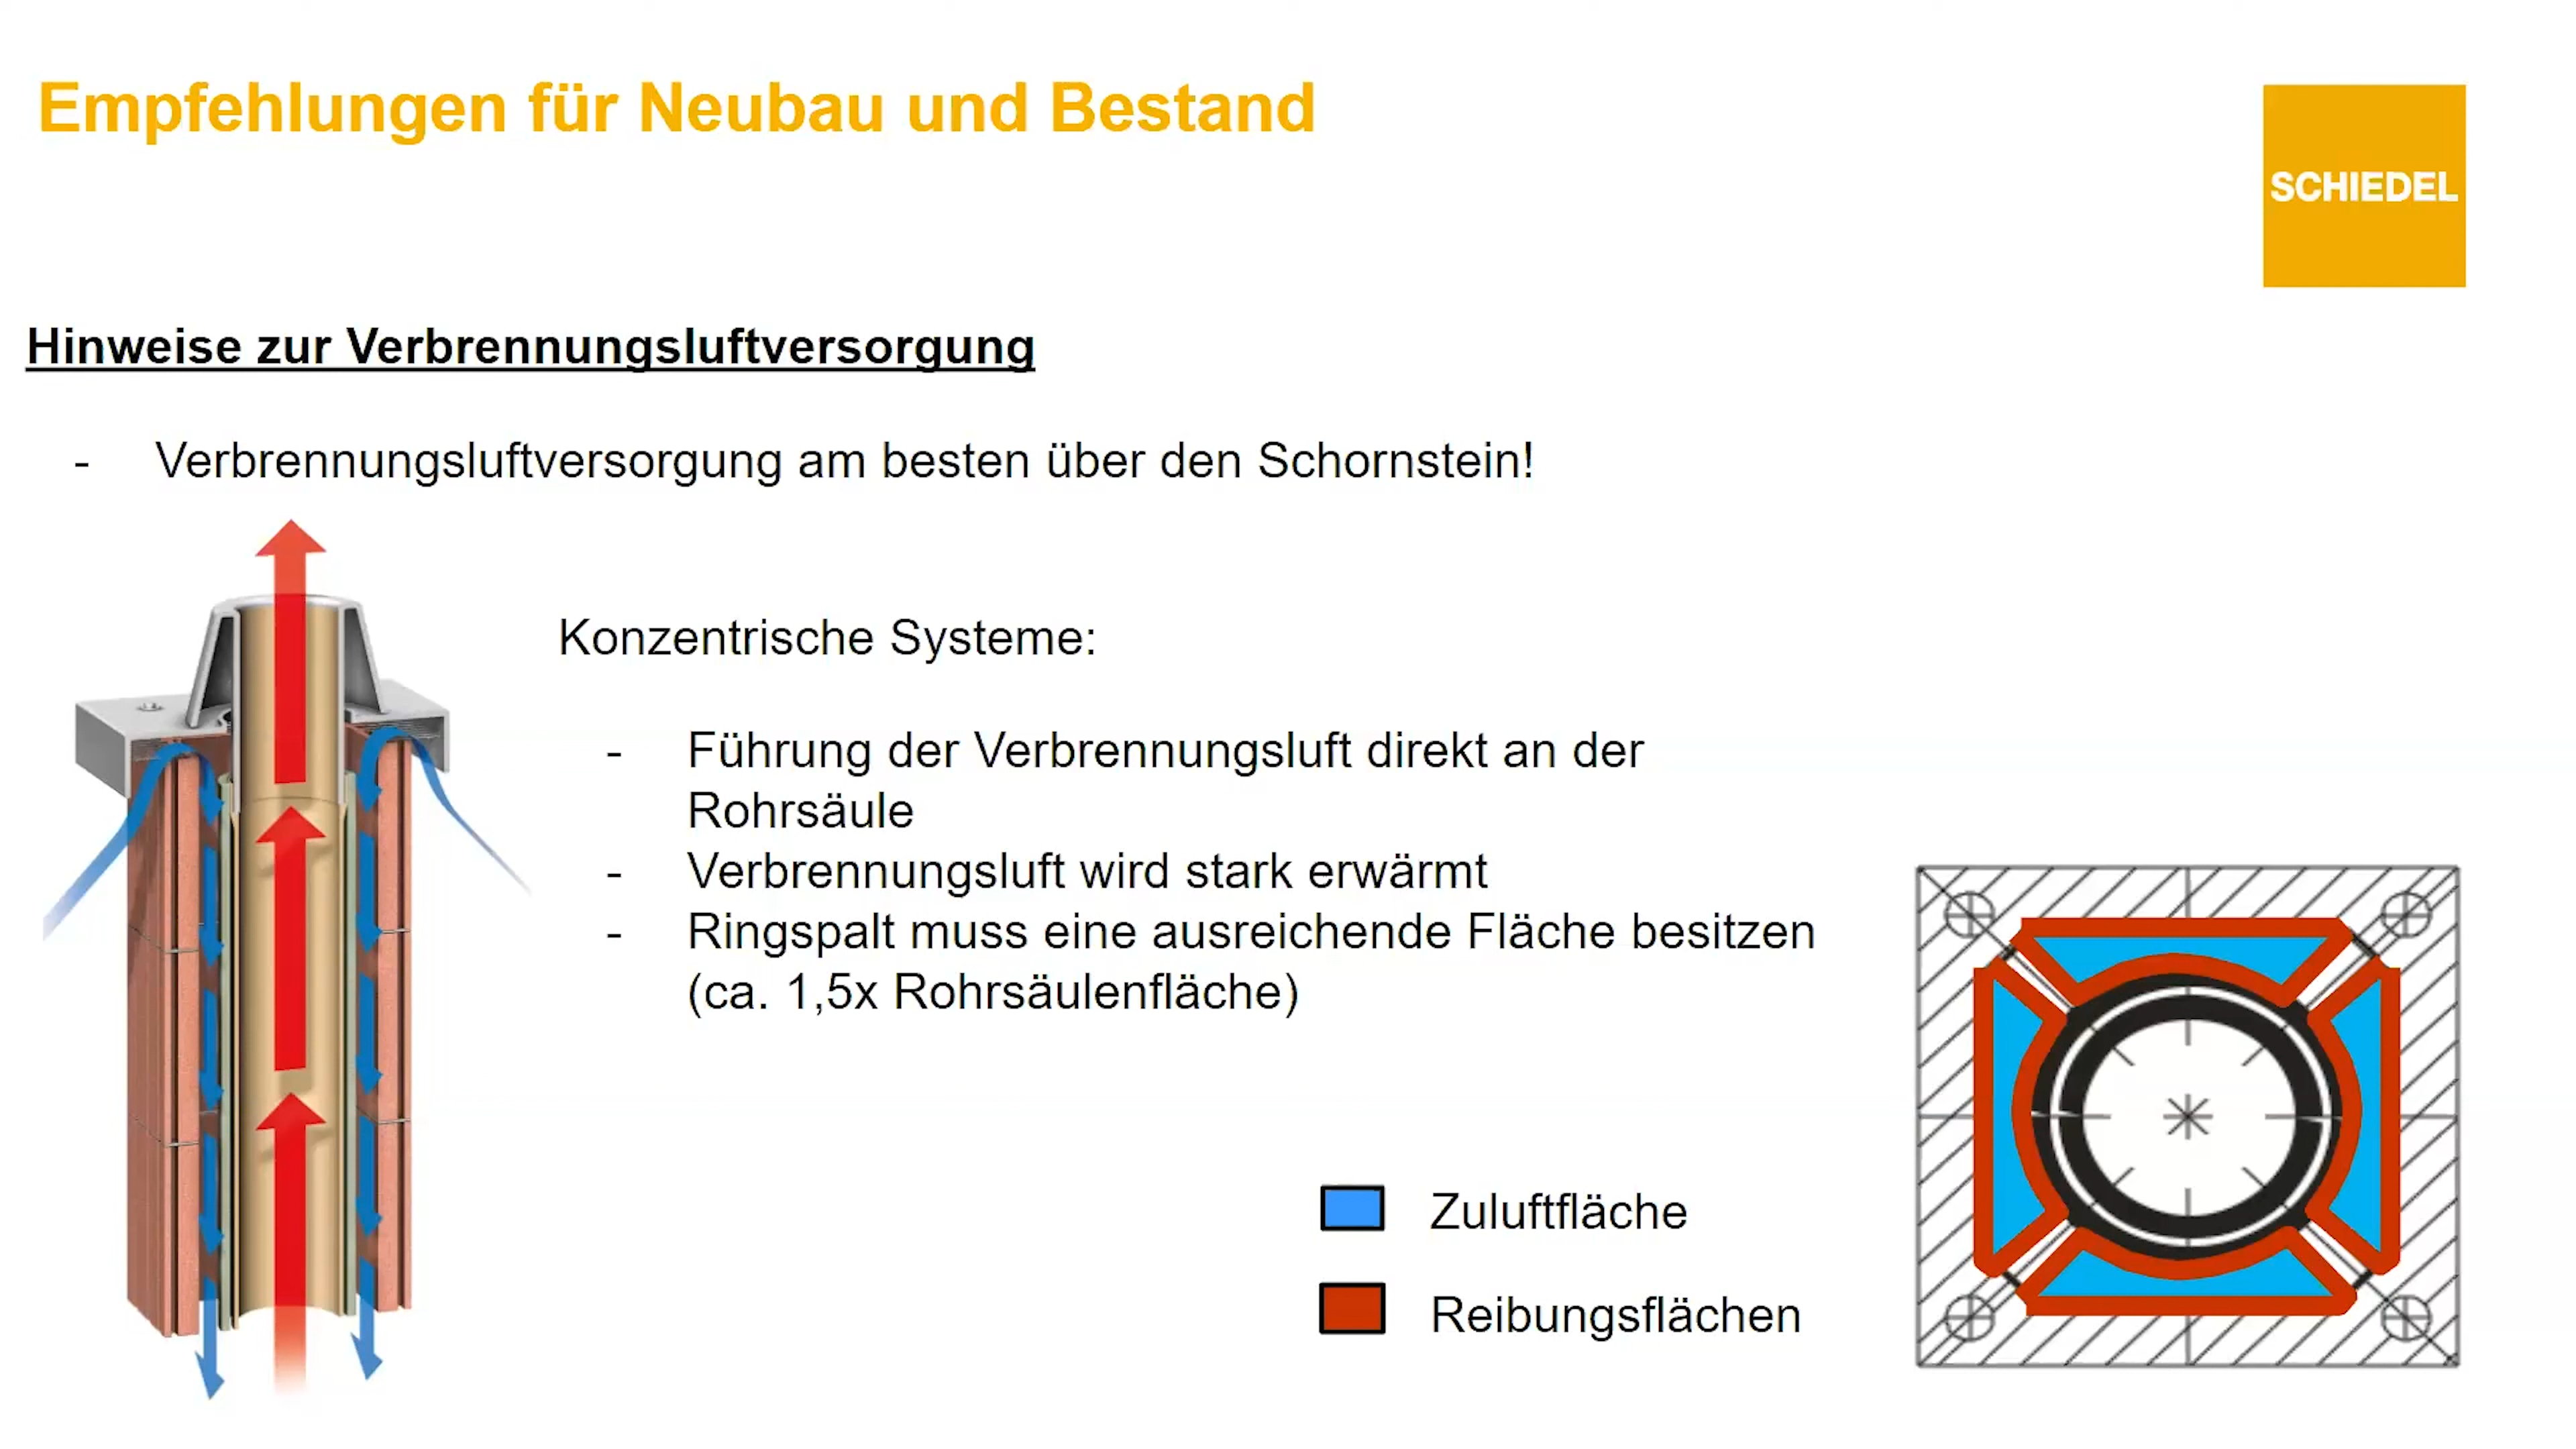 Empfehlungen für Neubau und Bestand
SCHIEDEL
Hinweise zur Verbrennungsluftversorgung
- Verbrennungsluftversorgung am besten über den Schornstein!
Konzentrische Systeme:
- Führung der Verbrennungsluft direkt an der
Rohrsäule
- Verbrennungsluft wird stark erwärmt
- Ringspalt muss eine ausreichende Fläche besitzen
(ca. 1,5x Rohrsäulenfläche)
Zuluftfläche
Reibungsflächen